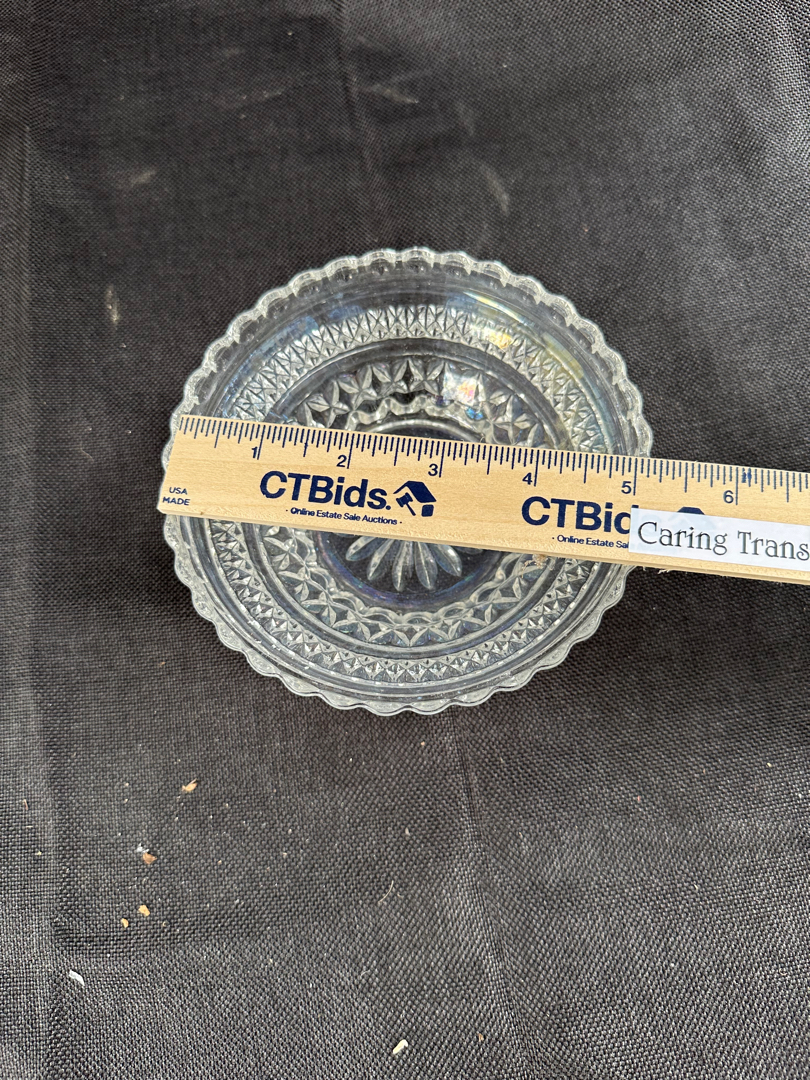 1 2 3 4 5 6
USA
MADE
CTBids.
· Online Estate Sale Auctions ·
CTBid
· Online Estate Sal
Caring Trans